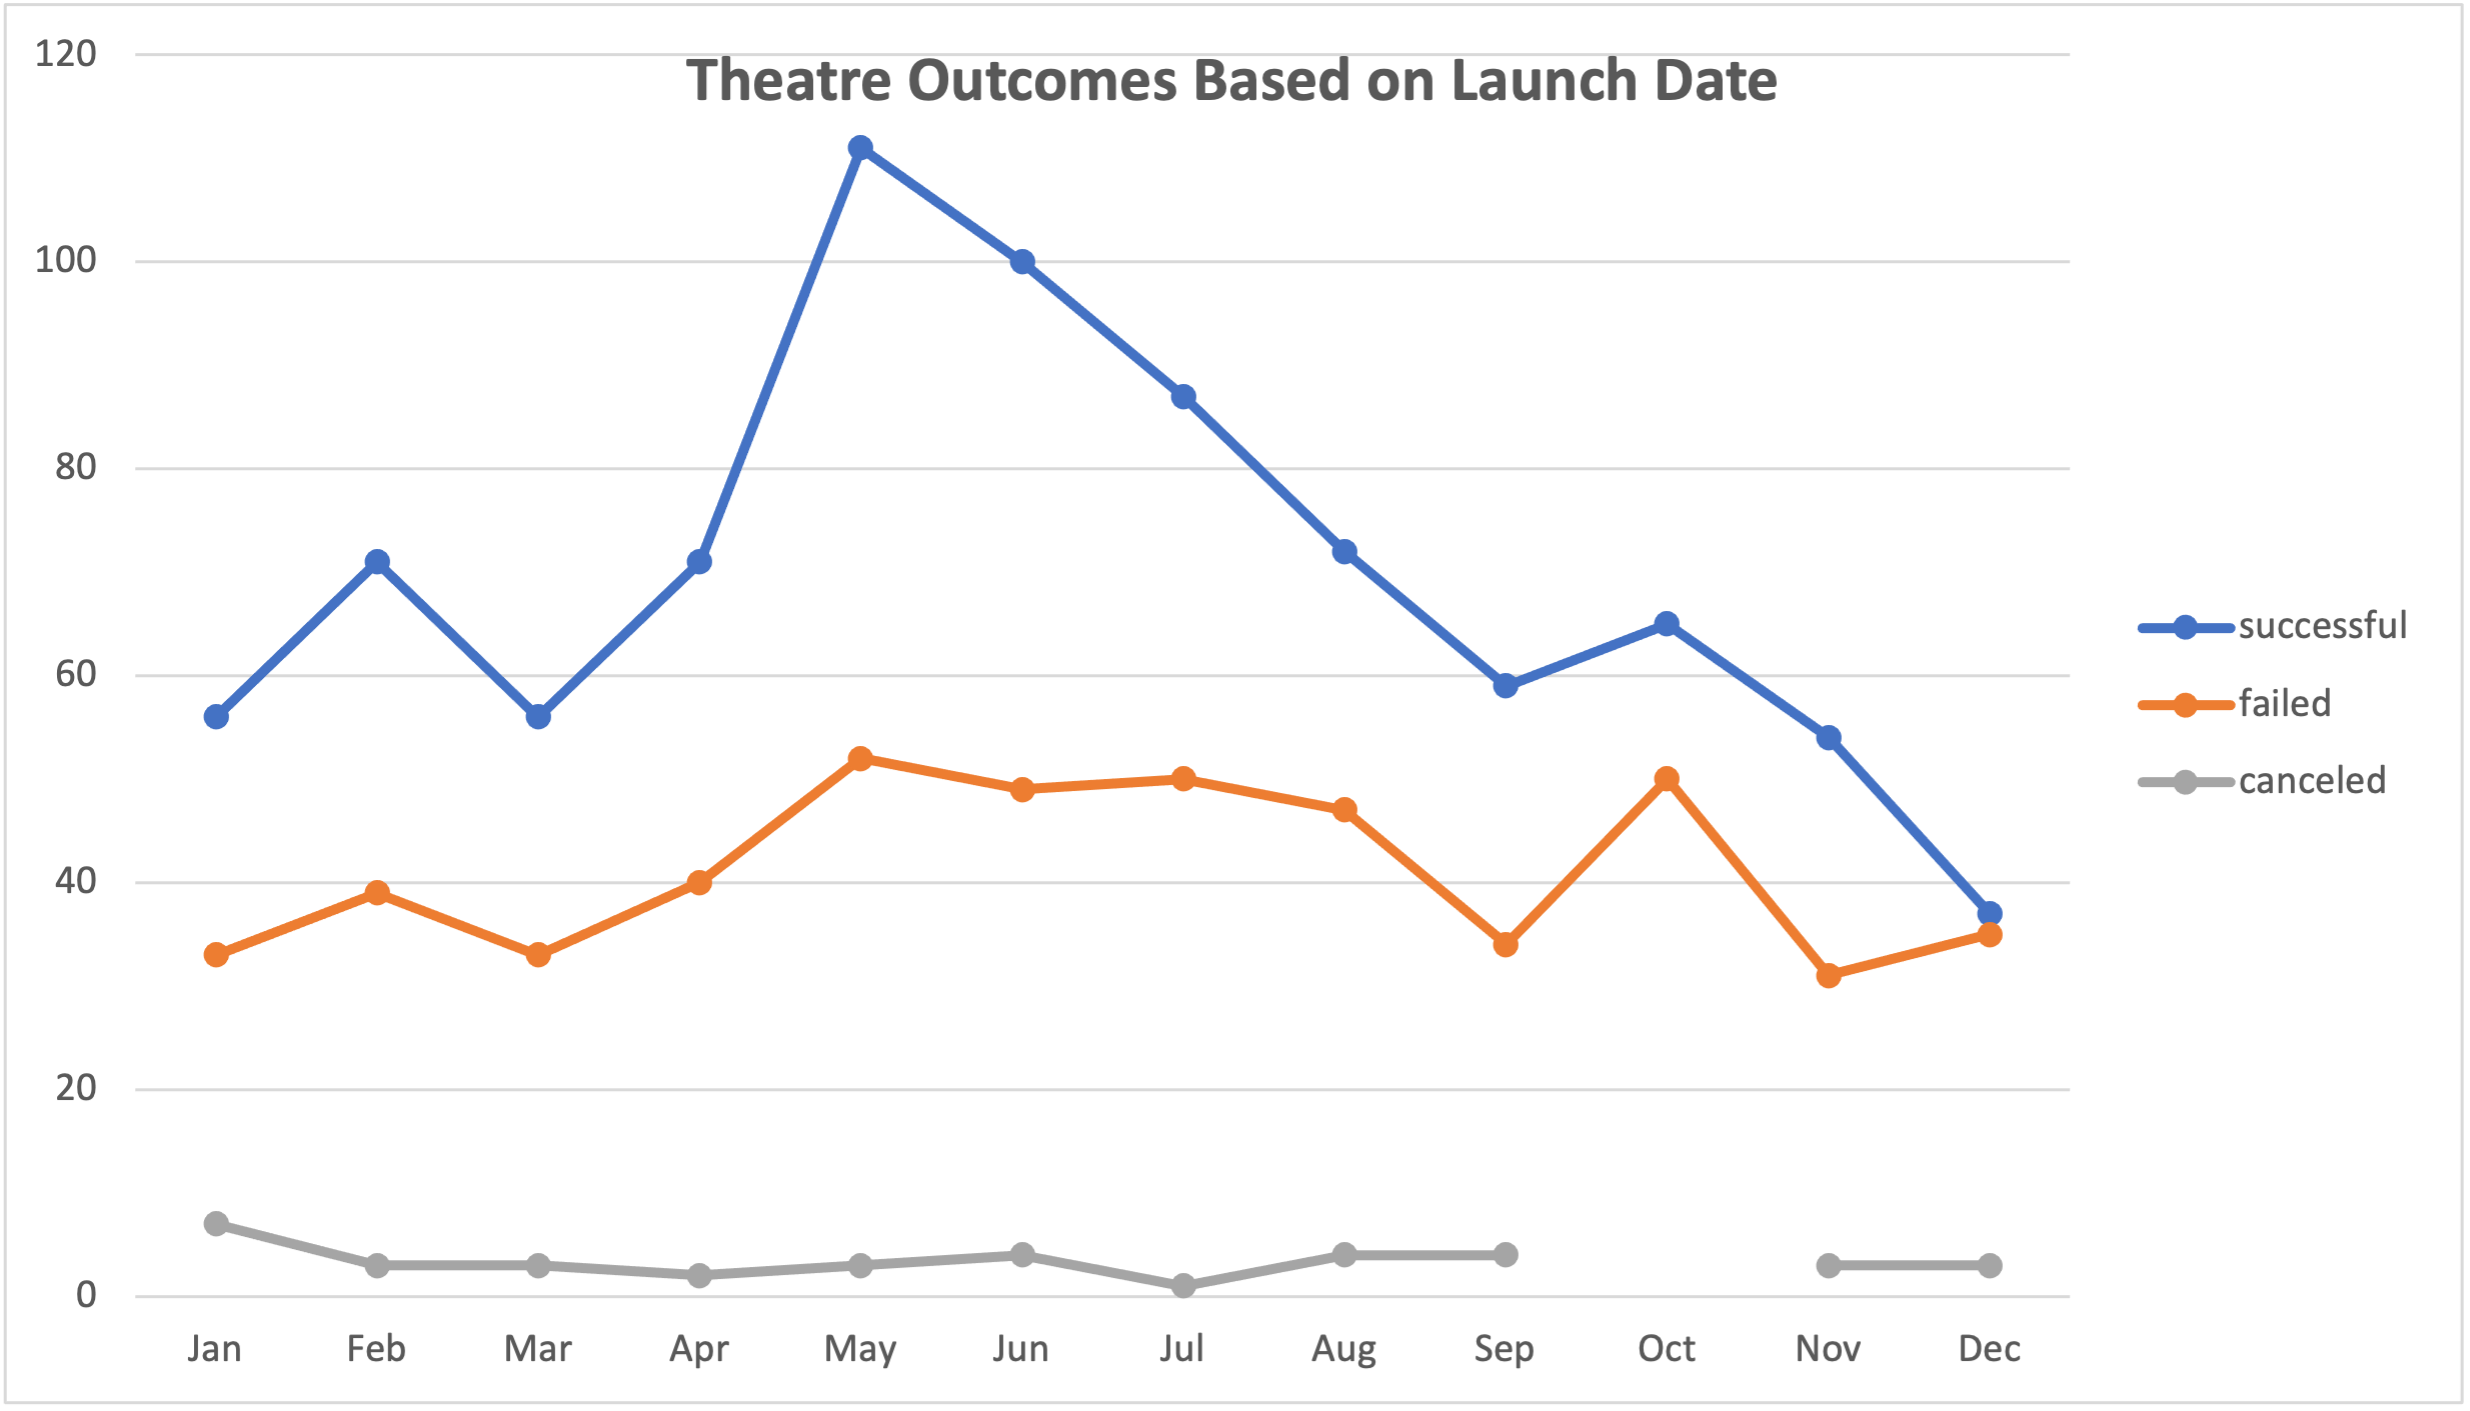 Theatre Outcomes Based on Launch Date
120
100
80
60
40
20
0
Jan Feb Mar Apr May Jun Jul Aug Sep Oct Nov Dec
successful
failed
canceled